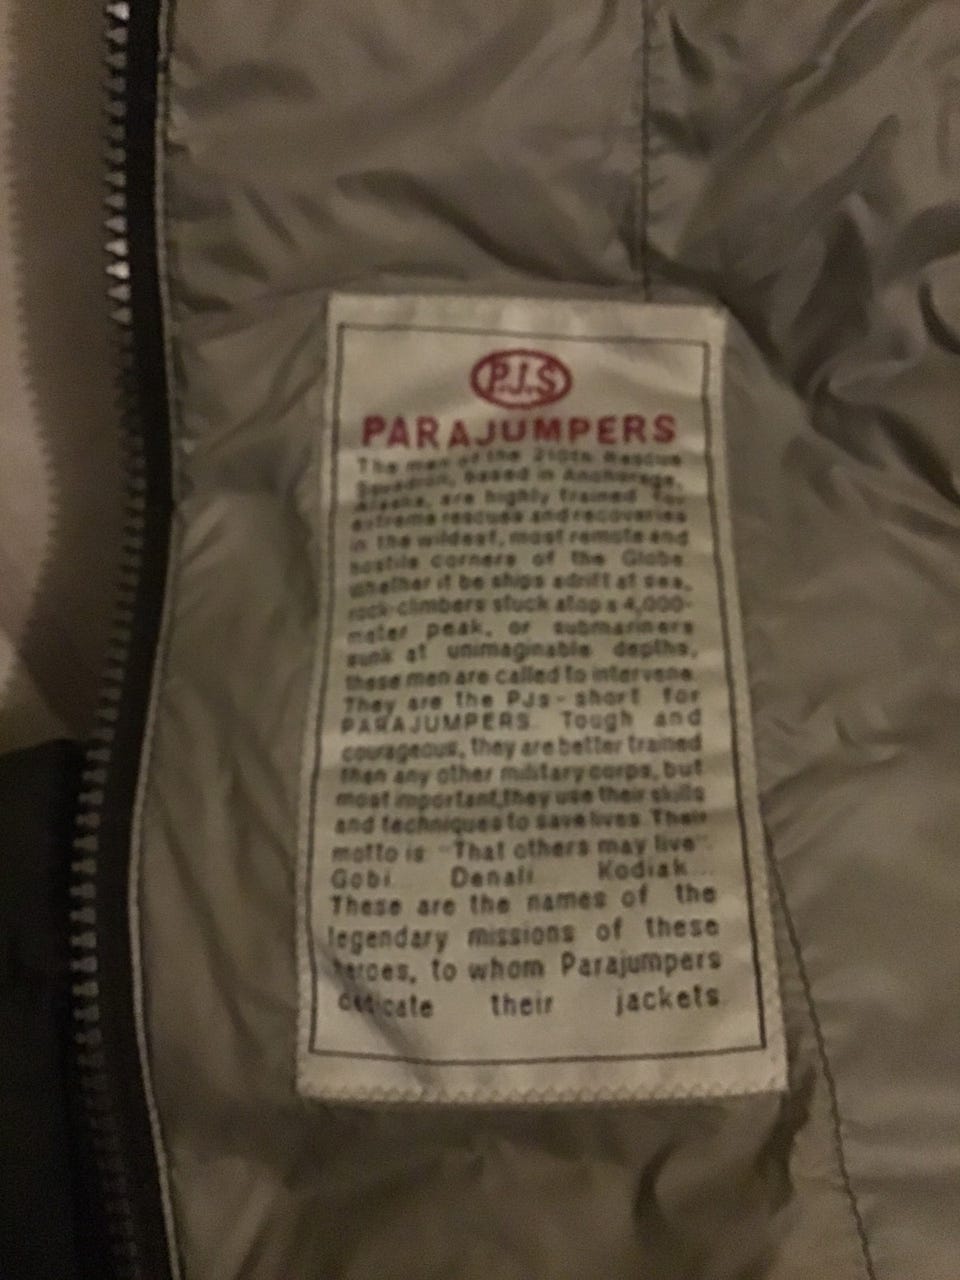 P.J.S
PARAJUMPERS
The men of the 210th Rescue
Squadron, based in Anchorage,
Alaska, are highly trained for
extreme rescues and recoveries
in the wildest, most remote and
hostile corners of the Globe
whether it be ships adrift at sea,
rock-climbers stuck atop a 4,000-
meter peak, or submariners
sunk at unimaginable depths,
these men are called to intervene.
They are the PJs - short for
PARAJUMPERS. Tough and
courageous, they are better trained
than any other military corps, but
most important,they use their skills
and techniques to save lives. Their
motto is "That others may live".
Gobi Denali Kodiak...
These are the names of the
legendary missions of these
heroes, to whom Parajumpers
dedicate their jackets.